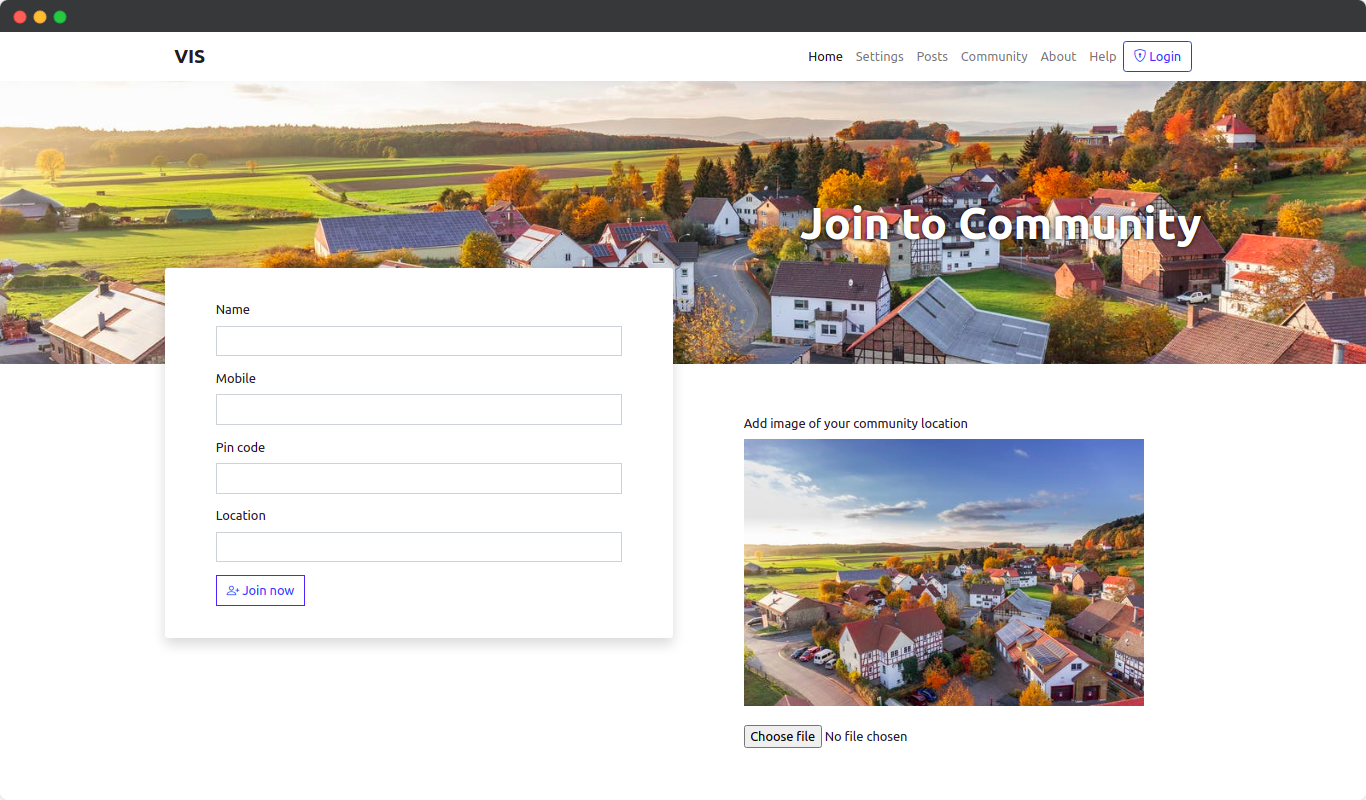 VIS
Home Settings Posts Community About Help Login
Join to Community
Name
Mobile
Pin code
Location
Join now
Add image of your community location
Choose file No file chosen